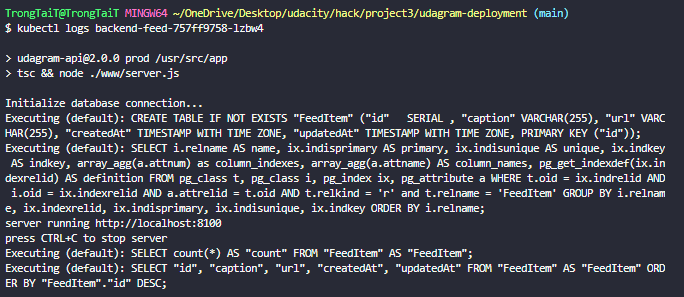 TrongTaiT@TrongTaiT MINGW64 ~/OneDrive/Desktop/udacity/hack/project3/udagram-deployment (main)
$ kubectl logs backend-feed-757ff9758-lzbw4
> udagram-api@2.0.0 prod /usr/src/app
> tsc && node ./www/server.js
Initialize database connection...
Executing (default): CREATE TABLE IF NOT EXISTS "FeedItem" ("id"   SERIAL , "caption" VARCHAR(255), "url" VARC
HAR(255), "createdAt" TIMESTAMP WITH TIME ZONE, "updatedAt" TIMESTAMP WITH TIME ZONE, PRIMARY KEY ("id"));
Executing (default): SELECT i.relname AS name, ix.indisprimary AS primary, ix.indisunique AS unique, ix.indkey
 AS indkey, array_agg(a.attnum) as column_indexes, array_agg(a.attname) AS column_names, pg_get_indexdef(ix.in
dexrelid) AS definition FROM pg_class t, pg_class i, pg_index ix, pg_attribute a WHERE t.oid = ix.indrelid AND
 i.oid = ix.indexrelid AND a.attrelid = t.oid AND t.relkind = 'r' and t.relname = 'FeedItem' GROUP BY i.relnam
e, ix.indexrelid, ix.indisprimary, ix.indisunique, ix.indkey ORDER BY i.relname;
server running http://localhost:8100
press CTRL+C to stop server
Executing (default): SELECT count(*) AS "count" FROM "FeedItem" AS "FeedItem";
Executing (default): SELECT "id", "caption", "url", "createdAt", "updatedAt" FROM "FeedItem" AS "FeedItem" ORD
ER BY "FeedItem"."id" DESC;